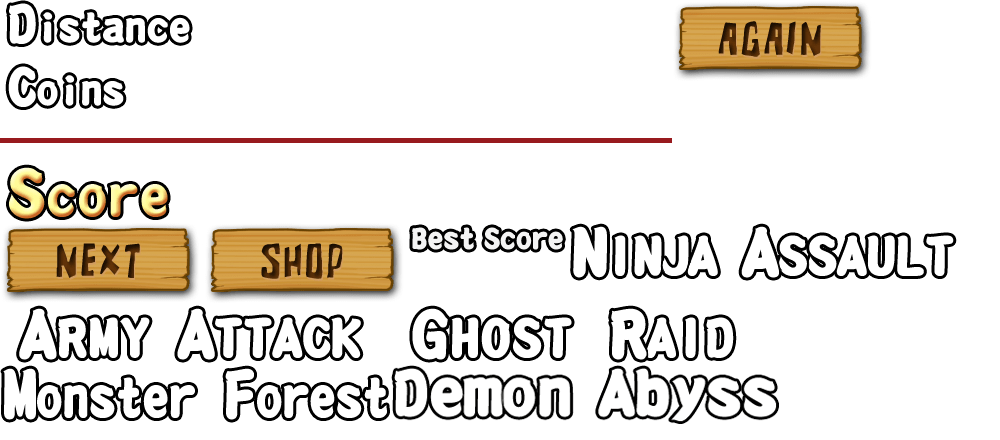 Distance
AGAIN
Coins
Score
NEXT SHOP Best Score NINJA ASSAULT
ARMY ATTACK GHOST RAID
Monster Forest Demon Abyss